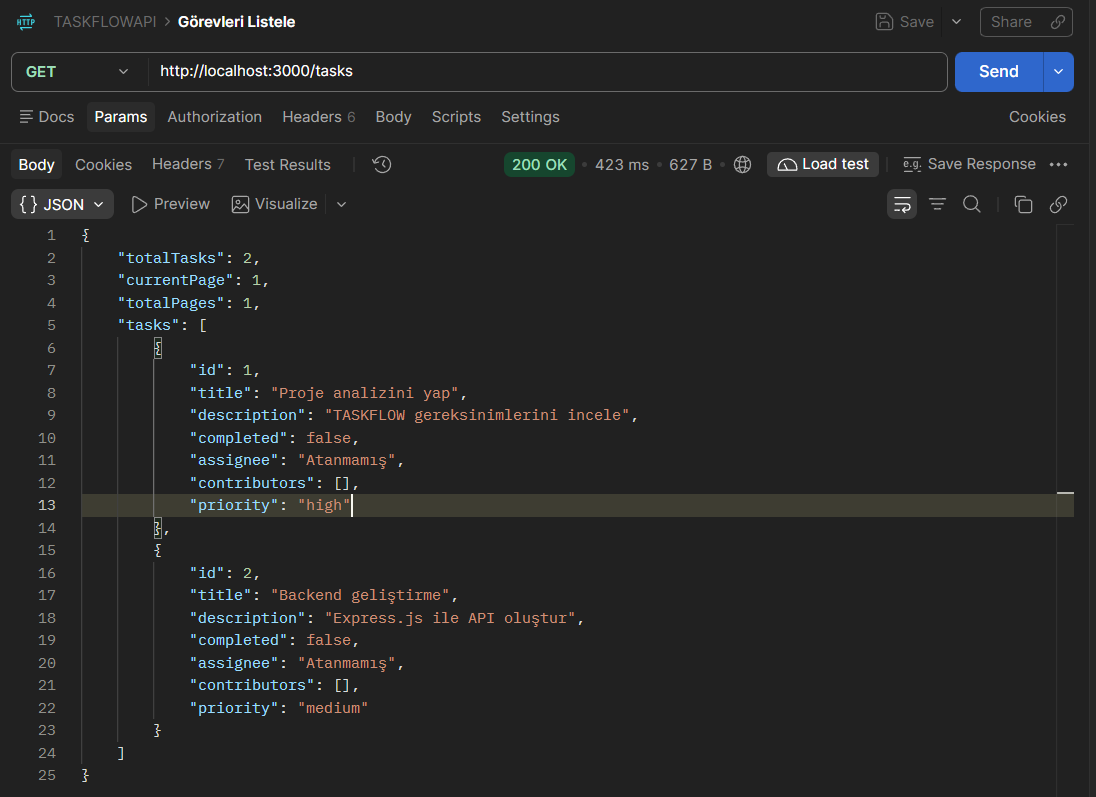 HTTP TASKFLOWAPI > Görevleri Listele Save Share
GET http://localhost:3000/tasks Send
Docs Params Authorization Headers 6 Body Scripts Settings Cookies
Body Cookies Headers 7 Test Results 200 OK • 423 ms • 627 B • Load test e.g. Save Response
{} JSON Preview Visualize
1 {
2 "totalTasks": 2,
3 "currentPage": 1,
4 "totalPages": 1,
5 "tasks": [
6 {
7 "id": 1,
8 "title": "Proje analizini yap",
9 "description": "TASKFLOW gereksinimlerini incele",
10 "completed": false,
11 "assignee": "Atanmamış",
12 "contributors": [],
13 "priority": "high"
14 },
15 {
16 "id": 2,
17 "title": "Backend geliştirme",
18 "description": "Express.js ile API oluştur",
19 "completed": false,
20 "assignee": "Atanmamış",
21 "contributors": [],
22 "priority": "medium"
23 }
24 ]
25 }